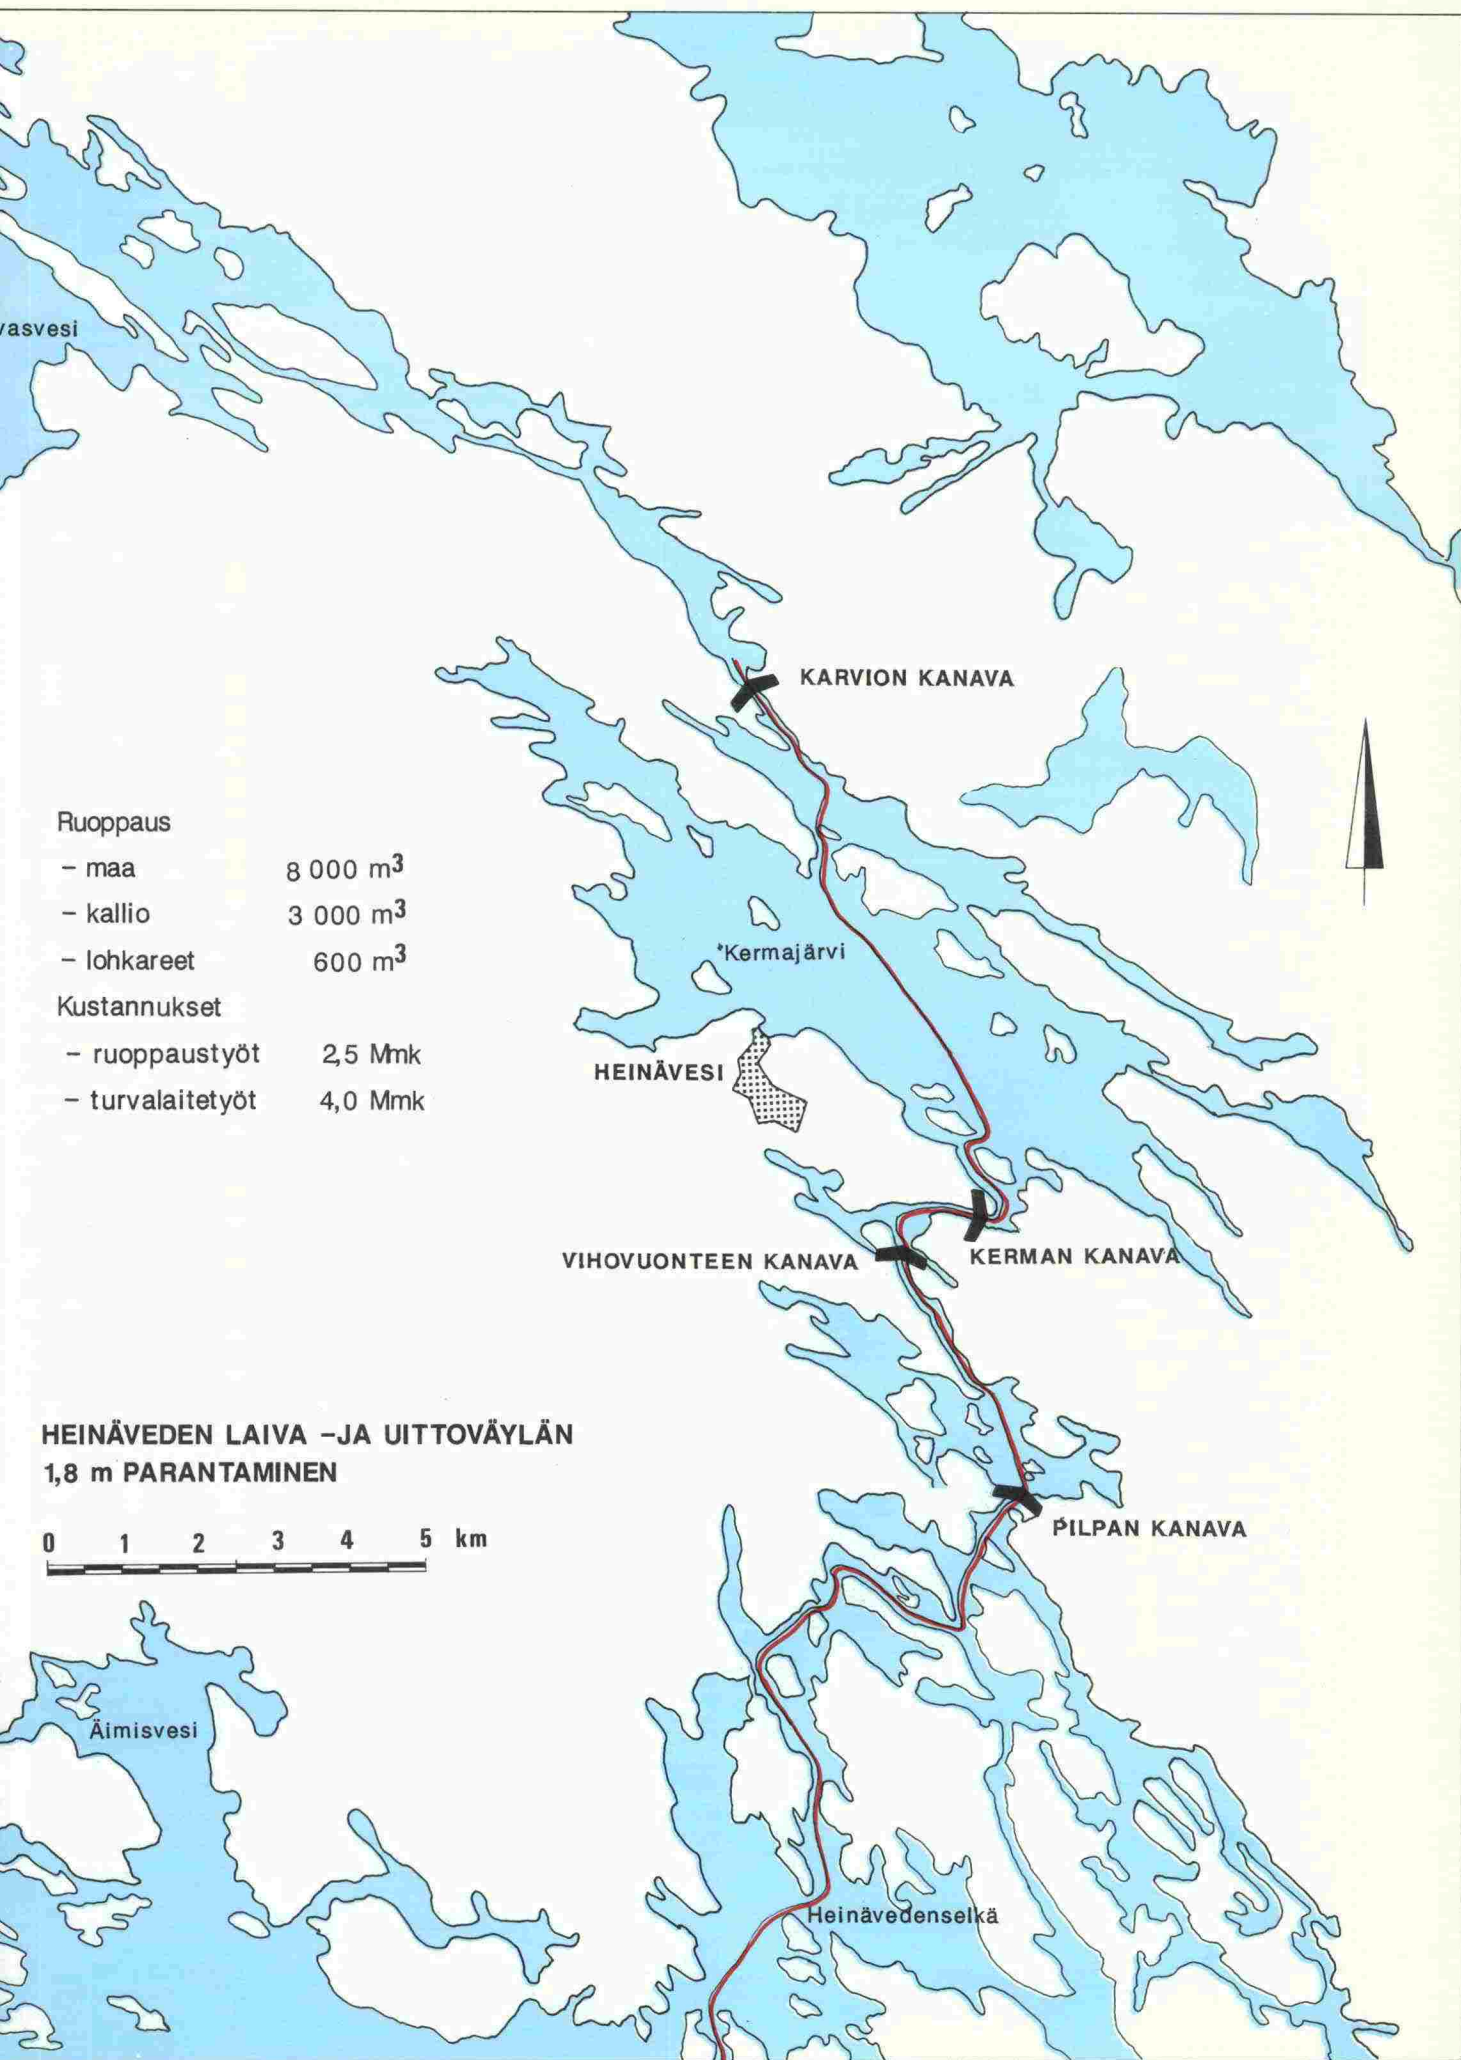 vasvesi
KARVION KANAVA
Ruoppaus
– maa 8 000 m³
– kallio 3 000 m³
– lohkareet 600 m³
Kustannukset
– ruoppaustyöt 2,5 Mmk
– turvalaitetyöt 4,0 Mmk
Kermajärvi
HEINÄVESI
VIHOVUONTEEN KANAVA
KERMAN KANAVA
HEINÄVEDEN LAIVA –JA UITTOVÄYLÄN
1,8 m PARANTAMINEN
0 1 2 3 4 5 km
PILPAN KANAVA
Äimisvesi
Heinävedenselkä